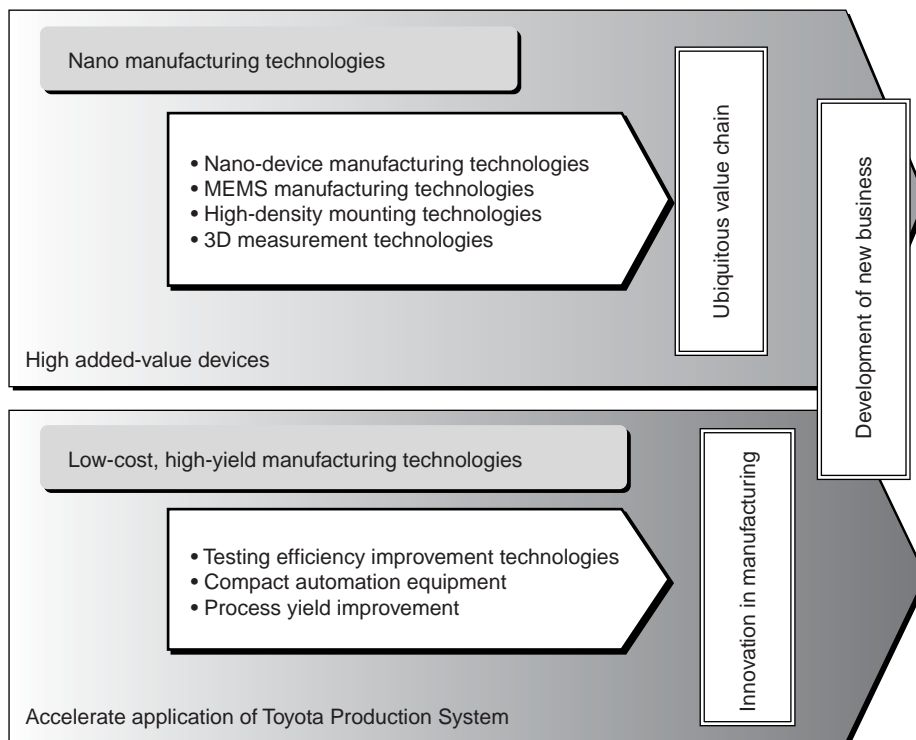 Nano manufacturing technologies
• Nano-device manufacturing technologies
• MEMS manufacturing technologies
• High-density mounting technologies
• 3D measurement technologies
Ubiquitous value chain
High added-value devices
Development of new business
Low-cost, high-yield manufacturing technologies
• Testing efficiency improvement technologies
• Compact automation equipment
• Process yield improvement
Innovation in manufacturing
Accelerate application of Toyota Production System